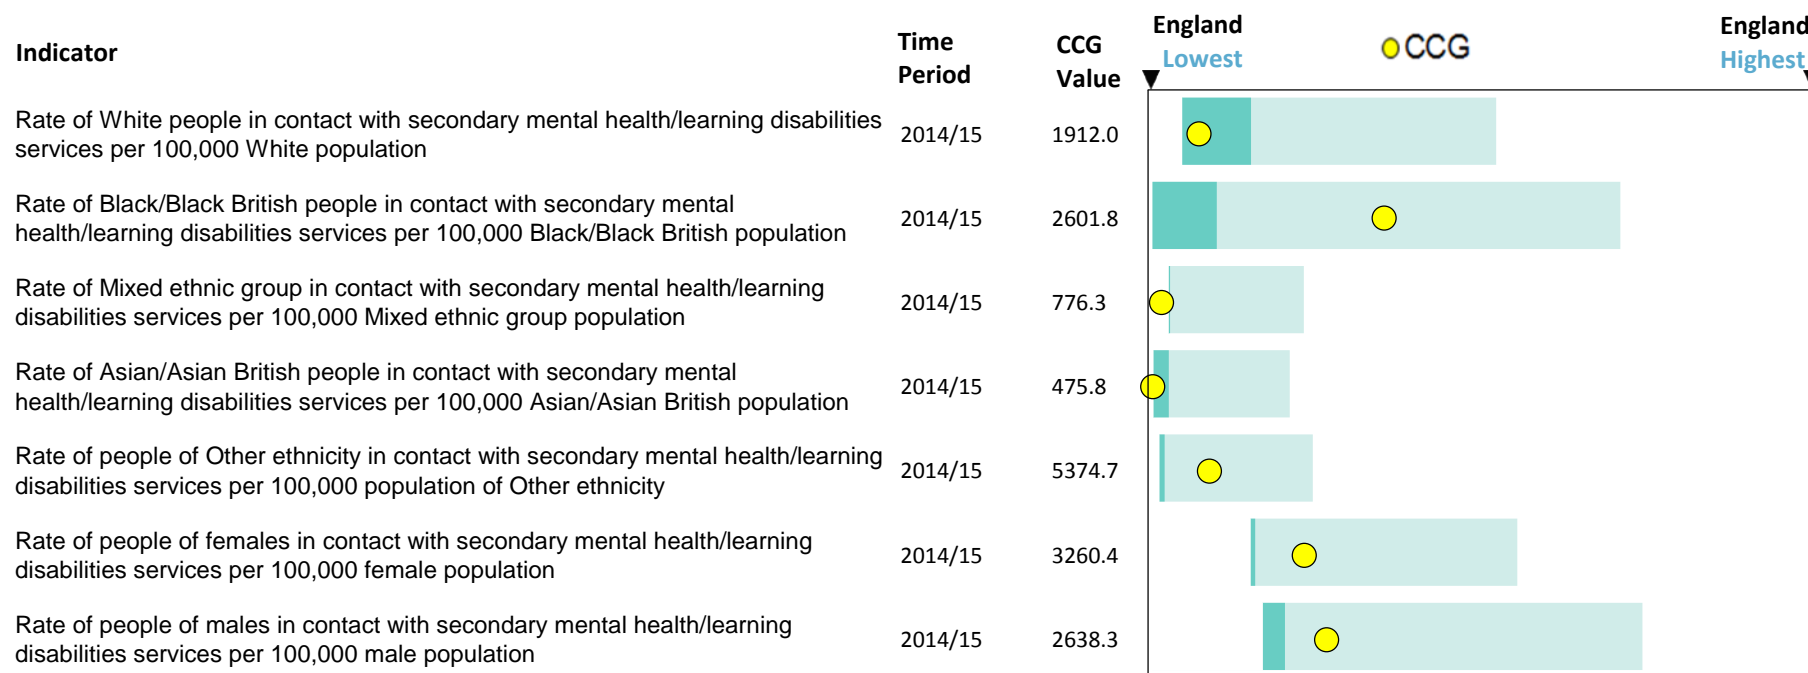 Indicator
Time Period
CCG Value
England Lowest
CCG
England Highest
Rate of White people in contact with secondary mental health/learning disabilities
services per 100,000 White population
2014/15
1912.0
Rate of Black/Black British people in contact with secondary mental
health/learning disabilities services per 100,000 Black/Black British population
2014/15
2601.8
Rate of Mixed ethnic group in contact with secondary mental health/learning
disabilities services per 100,000 Mixed ethnic group population
2014/15
776.3
Rate of Asian/Asian British people in contact with secondary mental
health/learning disabilities services per 100,000 Asian/Asian British population
2014/15
475.8
Rate of people of Other ethnicity in contact with secondary mental health/learning
disabilities services per 100,000 population of Other ethnicity
2014/15
5374.7
Rate of people of females in contact with secondary mental health/learning
disabilities services per 100,000 female population
2014/15
3260.4
Rate of people of males in contact with secondary mental health/learning
disabilities services per 100,000 male population
2014/15
2638.3